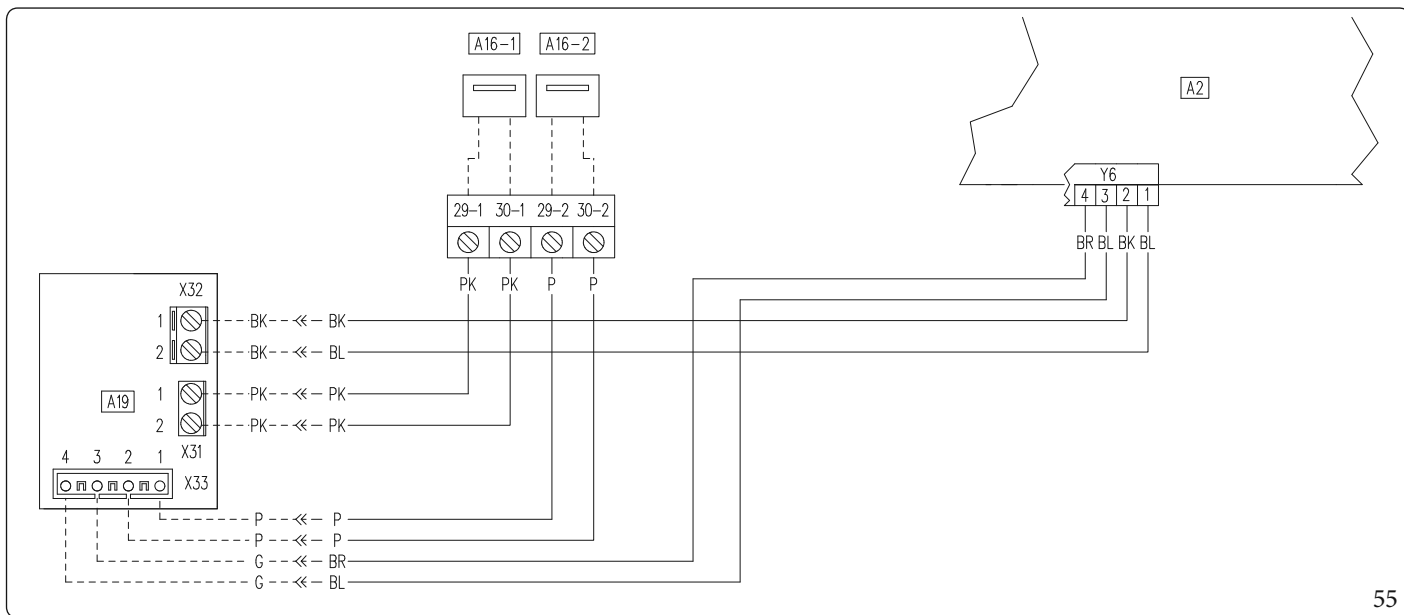 A16-1 A16-2
A2
Y6
4 3 2 1
29-1 30-1 29-2 30-2
BR BL BK BL
PK PK P P
X32
1 BK BK
2 BK BL
A19
1 PK PK
2 PK PK
X31
4 3 2 1
X33
P P
P P
G BR
G BL
55